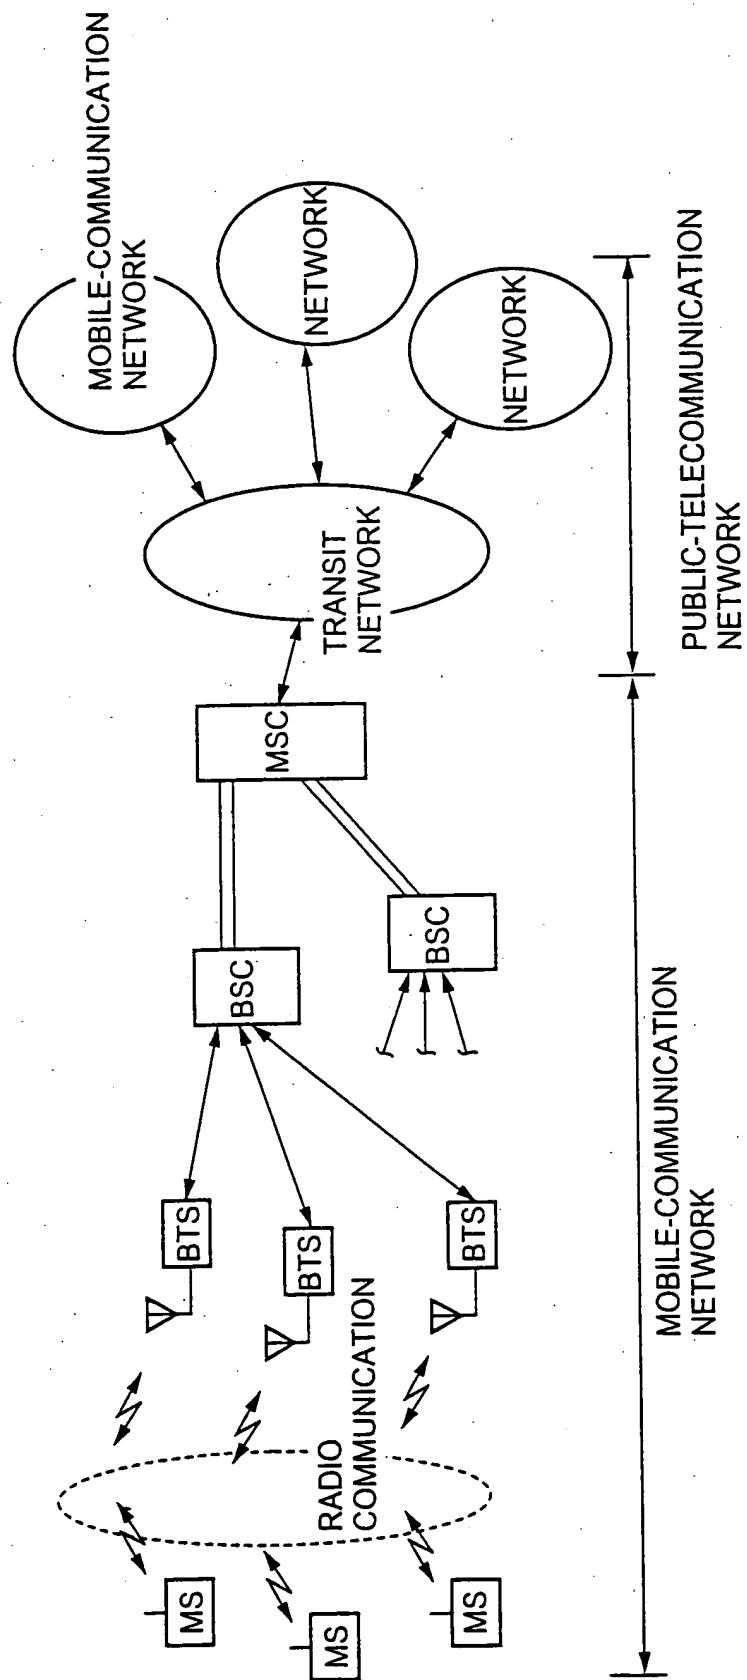 MS
MS
MS
RADIO
COMMUNICATION
BTS
BTS
BTS
BSC
BSC
MSC
TRANSIT
NETWORK
MOBILE-COMMUNICATION
NETWORK
NETWORK
NETWORK
MOBILE-COMMUNICATION
NETWORK
PUBLIC-TELECOMMUNICATION
NETWORK